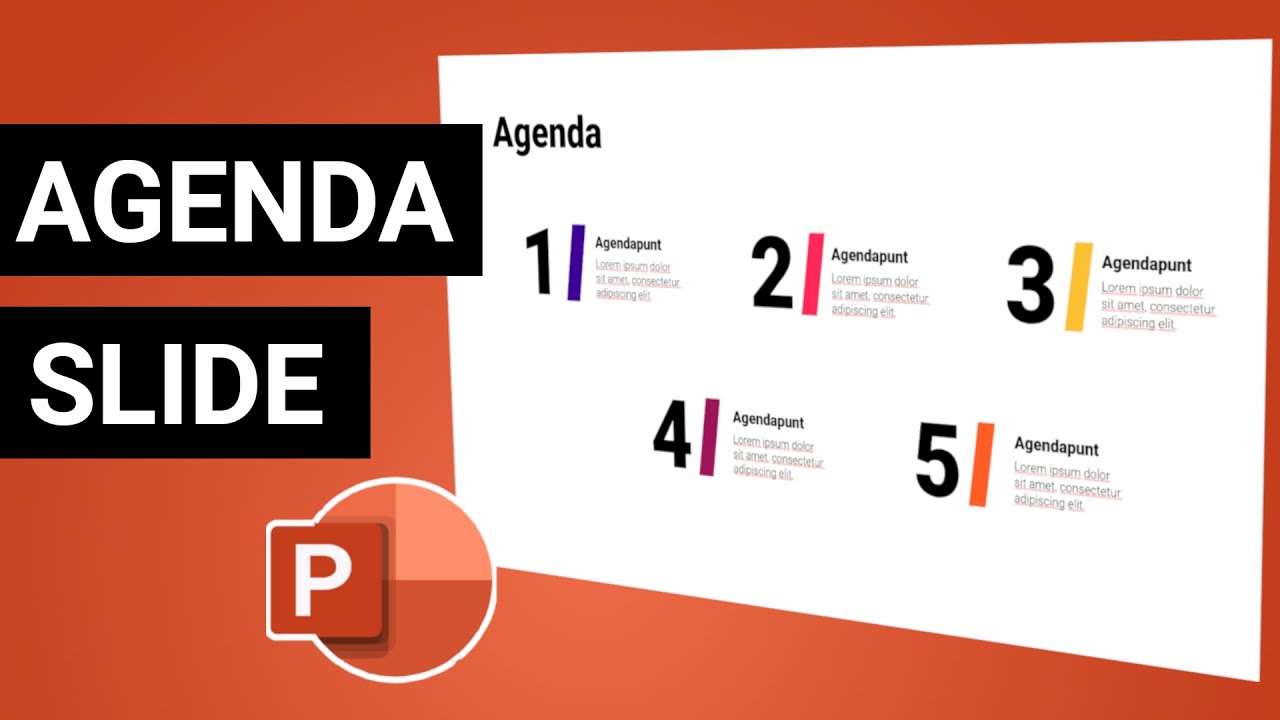 AGENDA
SLIDE
P
Agenda
1
Agendapunt
Lorem ipsum dolor
sit amet, consectetur
adipiscing elit.
2
Agendapunt
Lorem ipsum dolor
sit amet, consectetur
adipiscing elit.
3
Agendapunt
Lorem ipsum dolor
sit amet, consectetur
adipiscing elit.
4
Agendapunt
Lorem ipsum dolor
sit amet, consectetur
adipiscing elit.
5
Agendapunt
Lorem ipsum dolor
sit amet, consectetur
adipiscing elit.